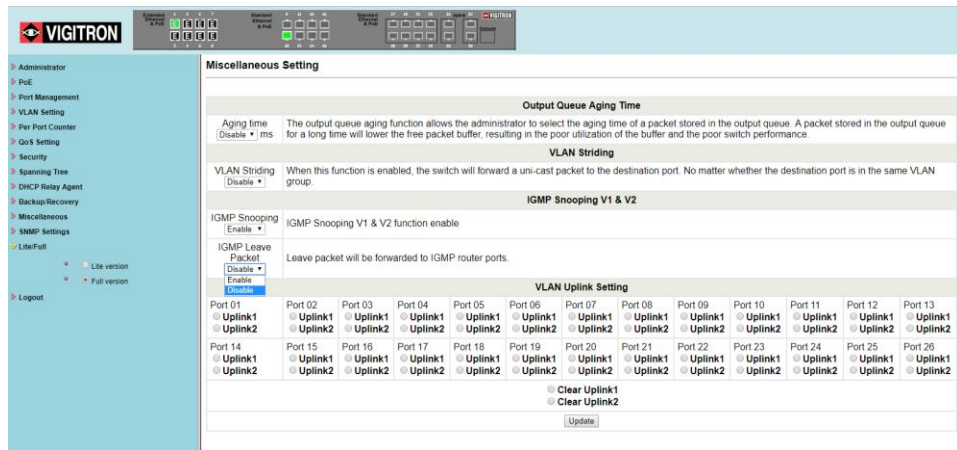 VIGITRON
VIGITRON
Administrator
PoE
Port Management
VLAN Setting
Per Port Counter
QoS Setting
Security
Spanning Tree
DHCP Relay Agent
Backup/Recovery
Miscellaneous
SNMP Settings
Lite/Full
Lite version
Full version
Logout
Miscellaneous Setting
Output Queue Aging Time
Aging time
Disable ms
The output queue aging function allows the administrator to select the aging time of a packet stored in the output queue. A packet stored in the output queue
for a long time will lower the free packet buffer, resulting in the poor utilization of the buffer and the poor switch performance.
VLAN Striding
VLAN Striding
Disable
When this function is enabled, the switch will forward a uni-cast packet to the destination port. No matter whether the destination port is in the same VLAN
group.
IGMP Snooping V1 & V2
IGMP Snooping
Enable
IGMP Snooping V1 & V2 function enable
IGMP Leave
Packet
Disable
Enable
Disable
Leave packet will be forwarded to IGMP router ports.
VLAN Uplink Setting
Port 01 Port 02 Port 03 Port 04 Port 05 Port 06 Port 07 Port 08 Port 09 Port 10 Port 11 Port 12 Port 13
Uplink1 Uplink1 Uplink1 Uplink1 Uplink1 Uplink1 Uplink1 Uplink1 Uplink1 Uplink1 Uplink1 Uplink1 Uplink1
Uplink2 Uplink2 Uplink2 Uplink2 Uplink2 Uplink2 Uplink2 Uplink2 Uplink2 Uplink2 Uplink2 Uplink2 Uplink2
Port 14 Port 15 Port 16 Port 17 Port 18 Port 19 Port 20 Port 21 Port 22 Port 23 Port 24 Port 25 Port 26
Uplink1 Uplink1 Uplink1 Uplink1 Uplink1 Uplink1 Uplink1 Uplink1 Uplink1 Uplink1 Uplink1 Uplink1 Uplink1
Uplink2 Uplink2 Uplink2 Uplink2 Uplink2 Uplink2 Uplink2 Uplink2 Uplink2 Uplink2 Uplink2 Uplink2 Uplink2
Clear Uplink1
Clear Uplink2
Update